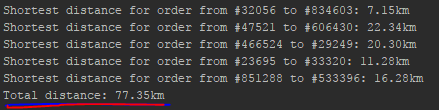 Shortest distance for order from #32056 to #834603: 7.15km
Shortest distance for order from #47521 to #606430: 22.34km
Shortest distance for order from #466524 to #29249: 20.30km
Shortest distance for order from #23695 to #33320: 11.28km
Shortest distance for order from #851288 to #533396: 16.28km
Total distance: 77.35km